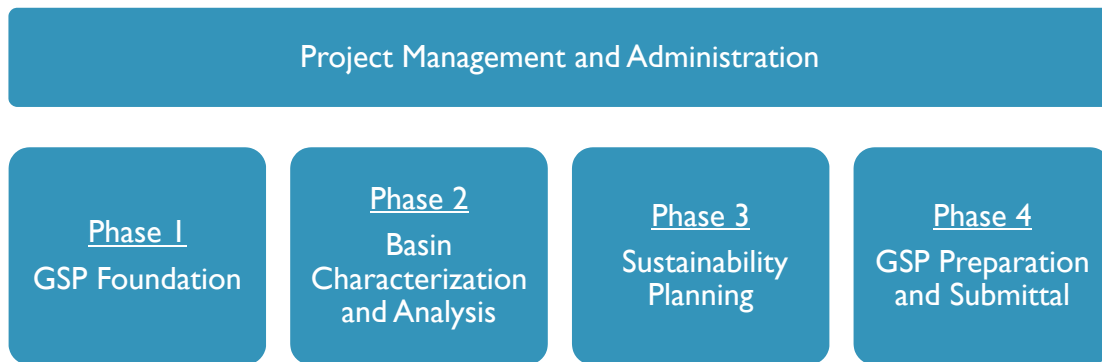 Project Management and Administration
Phase 1
GSP Foundation
Phase 2
Basin
Characterization
and Analysis
Phase 3
Sustainability
Planning
Phase 4
GSP Preparation
and Submittal